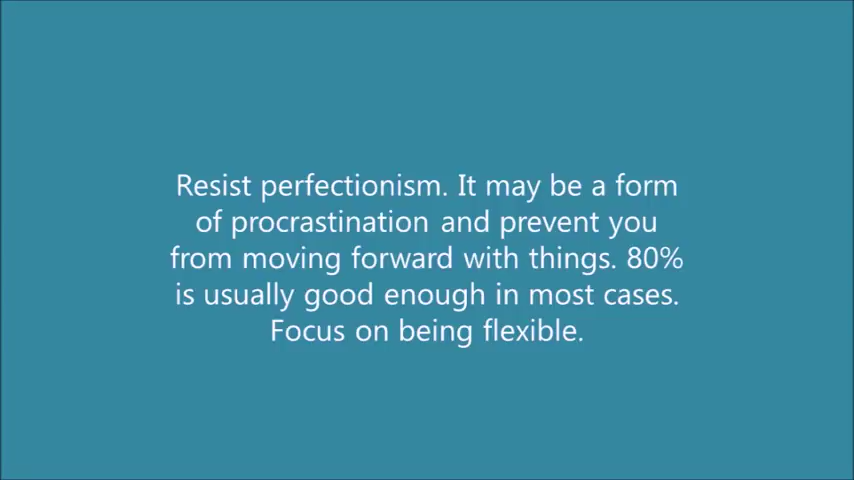 Resist perfectionism. It may be a form
of procrastination and prevent you
from moving forward with things. 80%
is usually good enough in most cases.
Focus on being flexible.